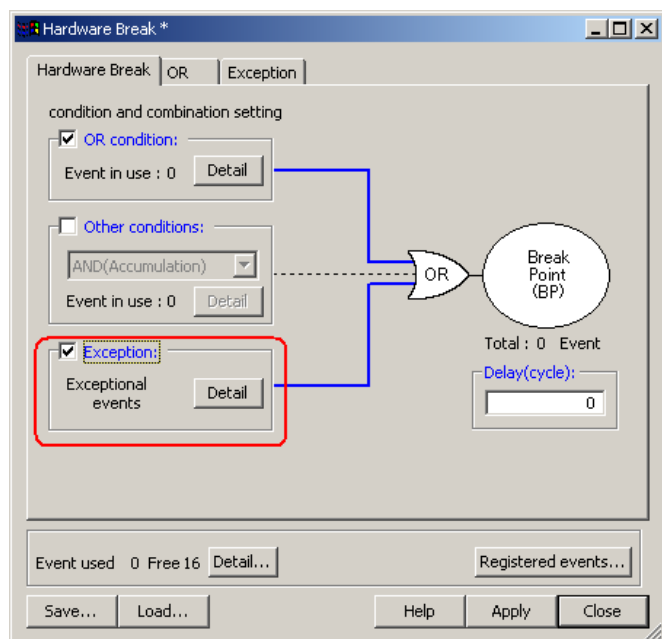 Hardware Break *
Hardware Break OR Exception
condition and combination setting
OR condition:
Event in use : 0 Detail
Other conditions:
AND(Accumulation)
Event in use : 0 Detail
Exception:
Exceptional
events
Detail
OR
Break
Point
(BP)
Total : 0 Event
Delay(cycle):
0
Event used 0 Free 16 Detail... Registered events...
Save... Load... Help Apply Close